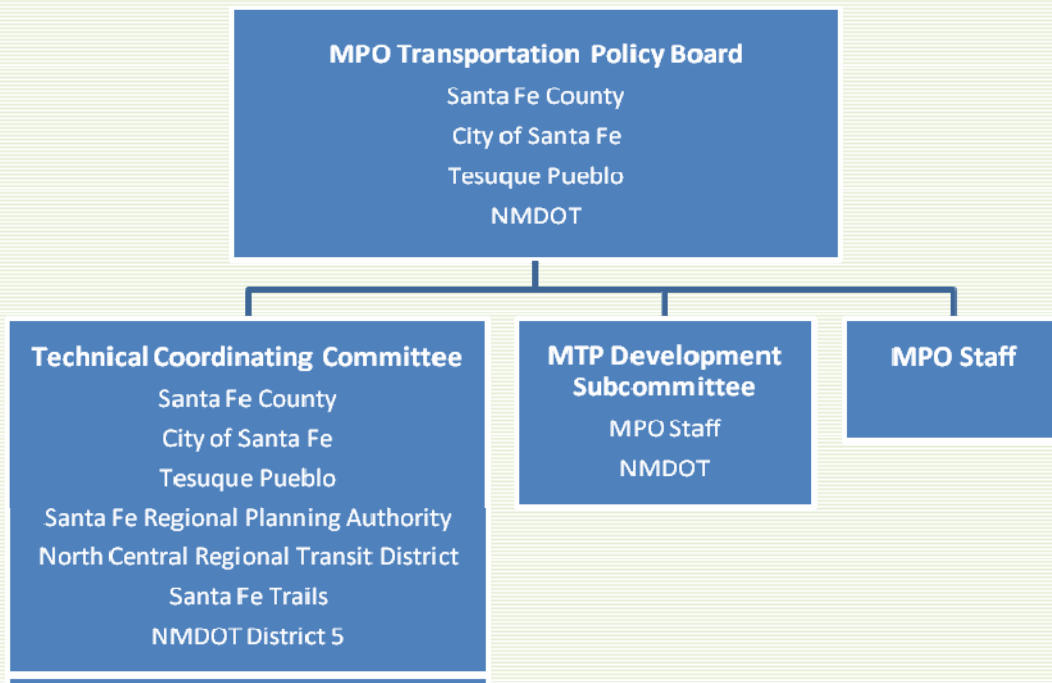 MPO Transportation Policy Board
Santa Fe County
City of Santa Fe
Tesuque Pueblo
NMDOT
Technical Coordinating Committee
Santa Fe County
City of Santa Fe
Tesuque Pueblo
Santa Fe Regional Planning Authority
North Central Regional Transit District
Santa Fe Trails
NMDOT District 5
MTP Development
Subcommittee
MPO Staff
NMDOT
MPO Staff